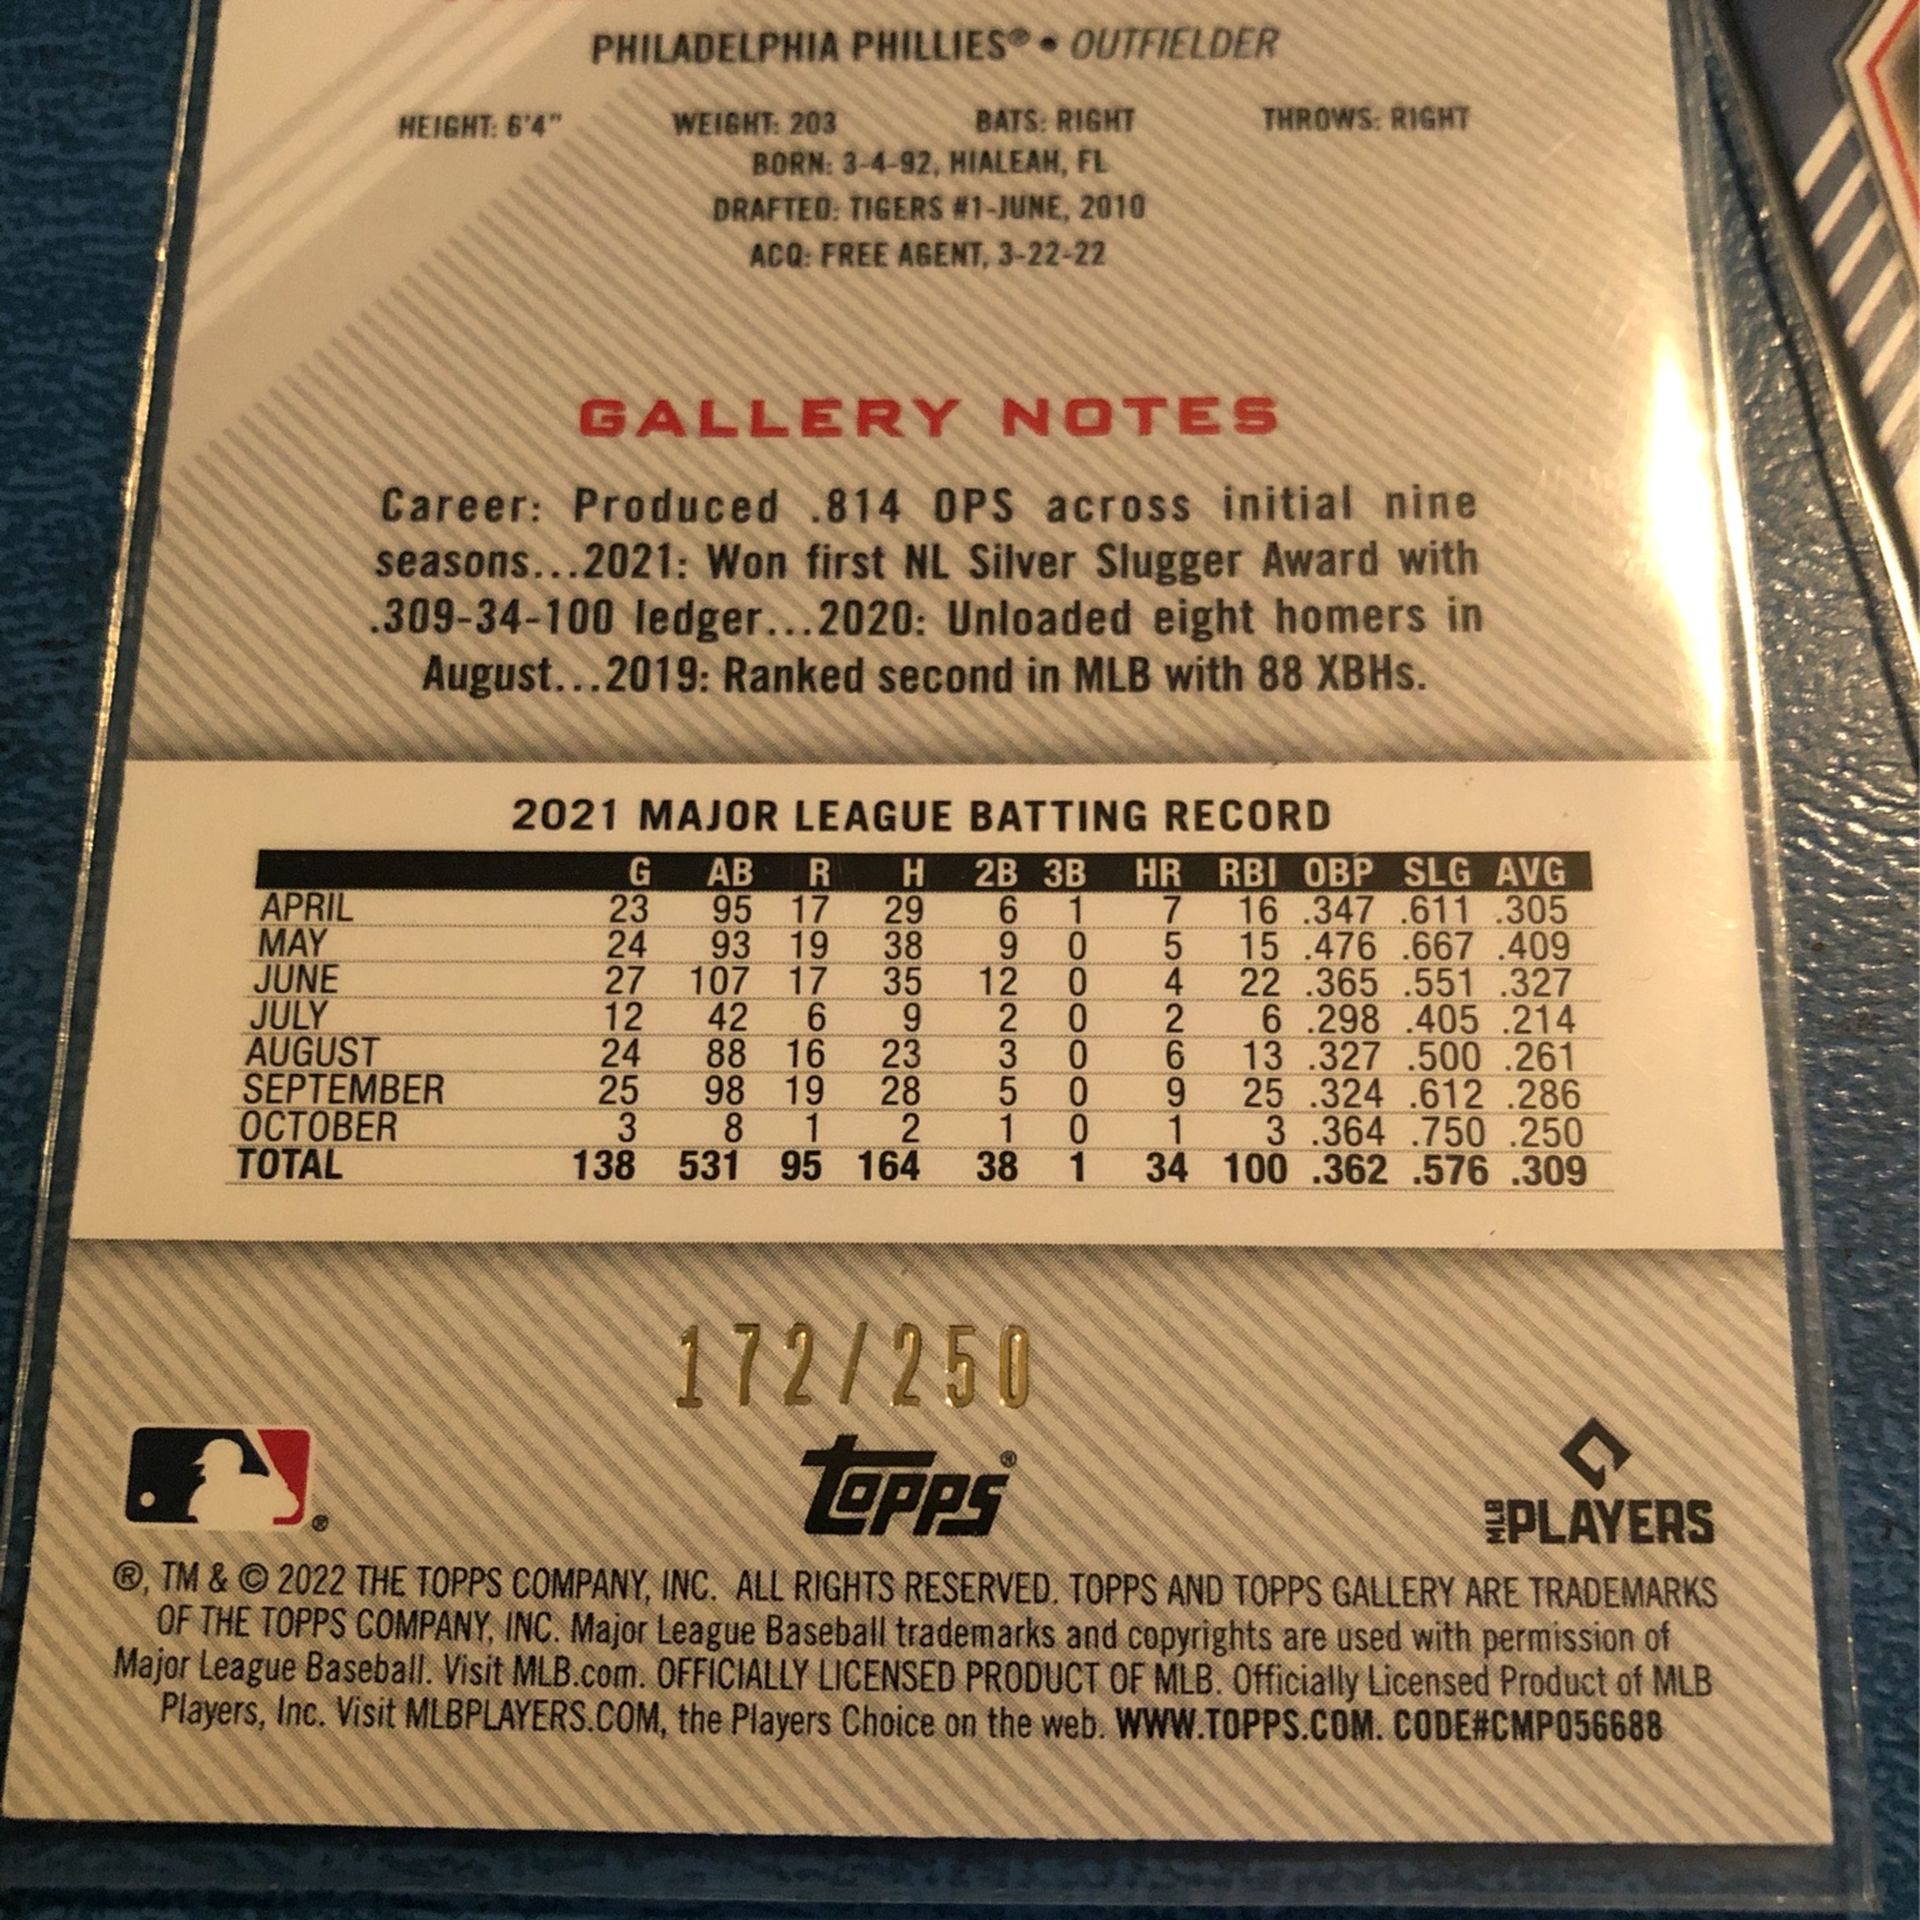 PHILADELPHIA PHILLIES® • OUTFIELDER
HEIGHT: 6'4" WEIGHT: 203 BATS: RIGHT THROWS: RIGHT
BORN: 3-4-92, HIALEAH, FL
DRAFTED: TIGERS #1-JUNE, 2010
ACQ: FREE AGENT, 3-22-22
GALLERY NOTES
Career: Produced .814 OPS across initial nine
seasons...2021: Won first NL Silver Slugger Award with
.309-34-100 ledger...2020: Unloaded eight homers in
August...2019: Ranked second in MLB with 88 XBHs.
2021 MAJOR LEAGUE BATTING RECORD
G AB R H 2B 3B HR RBI OBP SLG AVG
APRIL 23 95 17 29 6 1 7 16 .347 .611 .305
MAY 24 93 19 38 9 0 5 15 .476 .667 .409
JUNE 27 107 17 35 12 0 4 22 .365 .551 .327
JULY 12 42 6 9 2 0 2 6 .298 .405 .214
AUGUST 24 88 16 23 3 0 6 13 .327 .500 .261
SEPTEMBER 25 98 19 28 5 0 9 25 .324 .612 .286
OCTOBER 3 8 1 2 1 0 1 3 .364 .750 .250
TOTAL 138 531 95 164 38 1 34 100 .362 .576 .309
172/250
® topps® MLB PLAYERS
®, TM & © 2022 THE TOPPS COMPANY, INC. ALL RIGHTS RESERVED. TOPPS AND TOPPS GALLERY ARE TRADEMARKS
OF THE TOPPS COMPANY, INC. Major League Baseball trademarks and copyrights are used with permission of
Major League Baseball. Visit MLB.com. OFFICIALLY LICENSED PRODUCT OF MLB. Officially Licensed Product of MLB
Players, Inc. Visit MLBPLAYERS.COM, the Players Choice on the web. WWW.TOPPS.COM. CODE#CMP056688